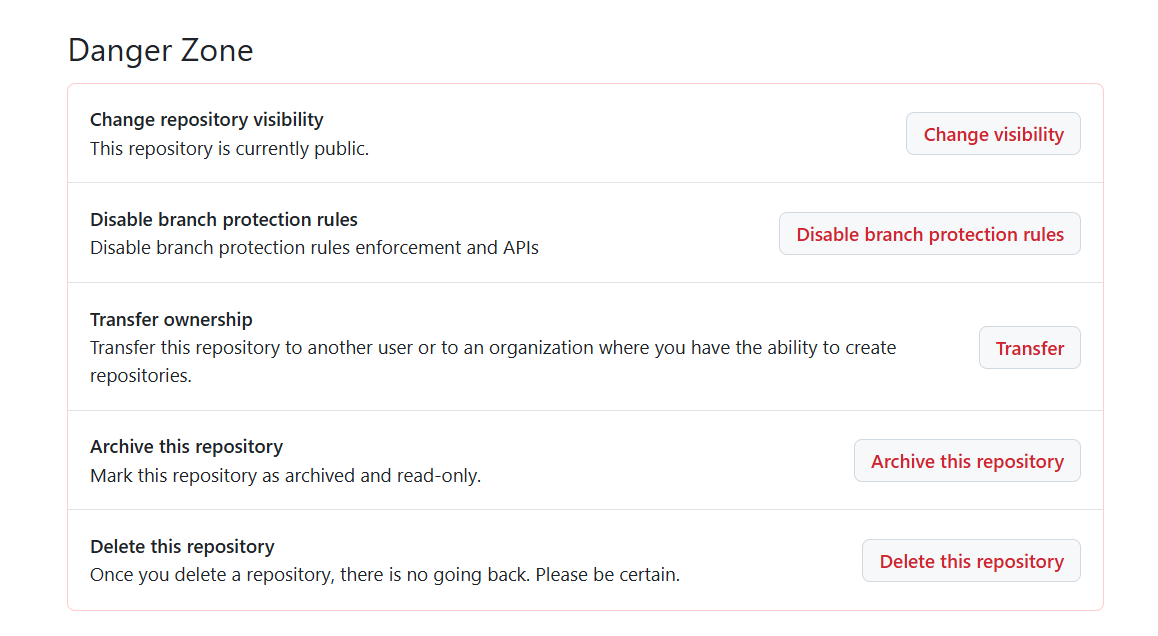 Danger Zone
Change repository visibility
This repository is currently public.
Change visibility
Disable branch protection rules
Disable branch protection rules enforcement and APIs
Disable branch protection rules
Transfer ownership
Transfer this repository to another user or to an organization where you have the ability to create
repositories.
Transfer
Archive this repository
Mark this repository as archived and read-only.
Archive this repository
Delete this repository
Once you delete a repository, there is no going back. Please be certain.
Delete this repository